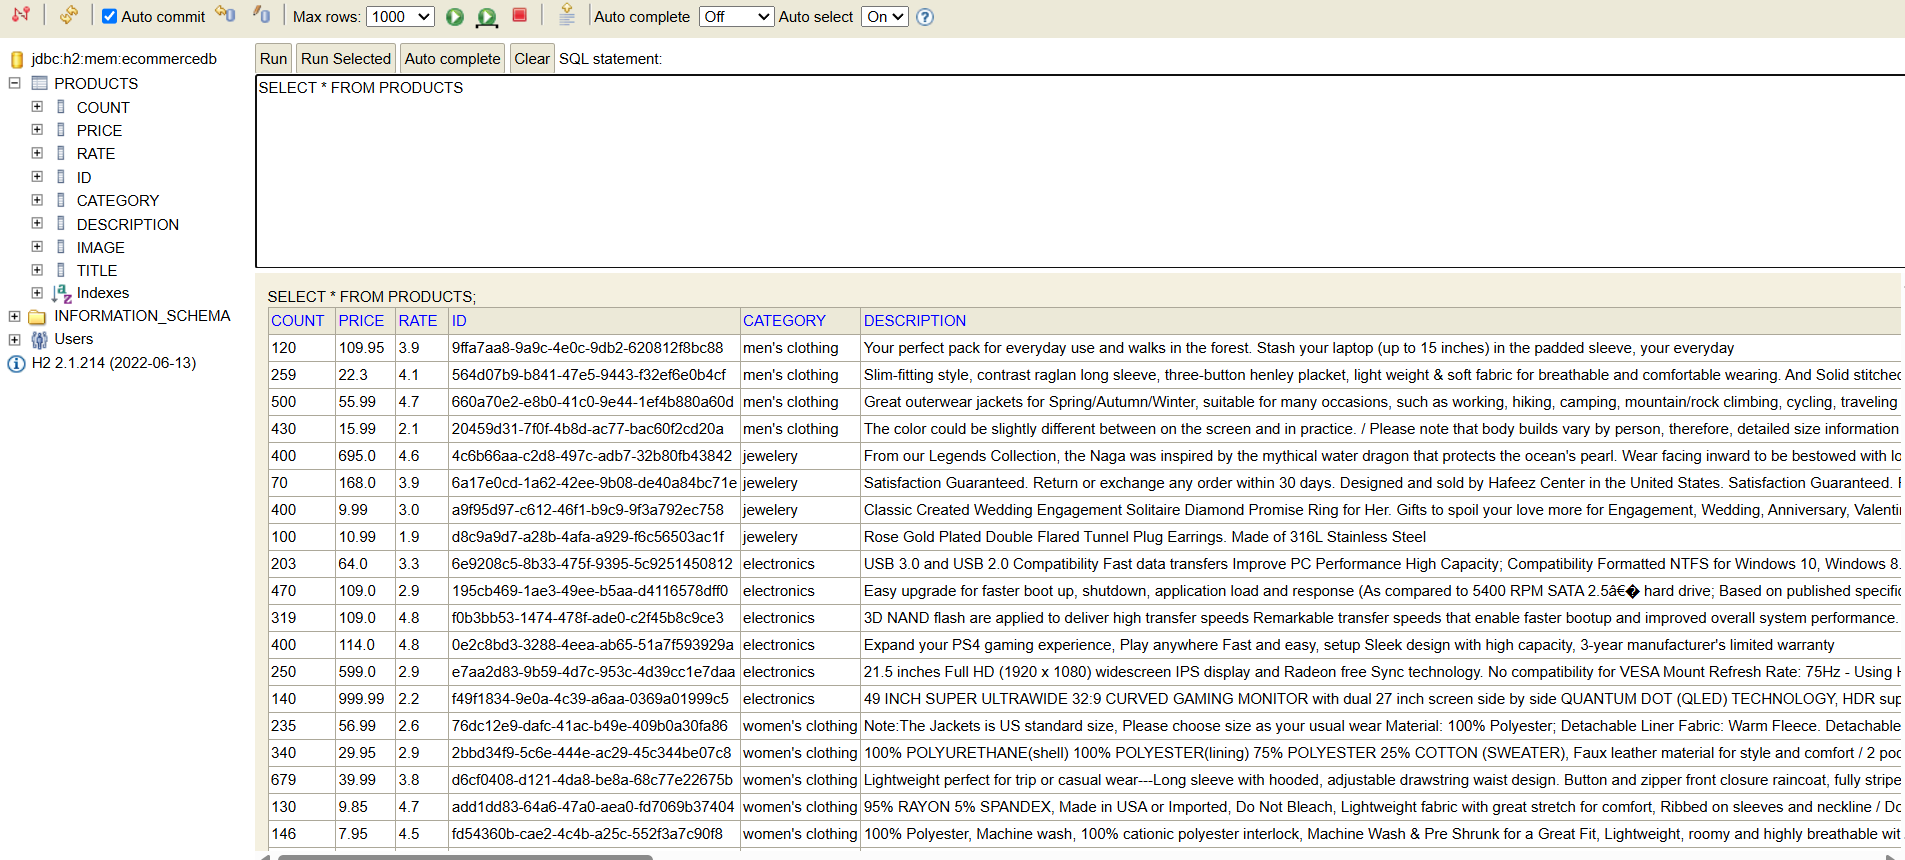 Auto commit Max rows: 1000 Auto complete Off Auto select On
jdbc:h2:mem:ecommercedb
PRODUCTS
COUNT
PRICE
RATE
ID
CATEGORY
DESCRIPTION
IMAGE
TITLE
Indexes
INFORMATION_SCHEMA
Users
H2 2.1.214 (2022-06-13)
Run Run Selected Auto complete Clear SQL statement:
SELECT * FROM PRODUCTS
SELECT * FROM PRODUCTS;
COUNT PRICE RATE ID CATEGORY DESCRIPTION
120 109.95 3.9 9ffa7aa8-9a9c-4e0c-9db2-620812f8bc88 men's clothing Your perfect pack for everyday use and walks in the forest. Stash your laptop (up to 15 inches) in the padded sleeve, your everyday
259 22.3 4.1 564d07b9-b841-47e5-9443-f32ef6e0b4cf men's clothing Slim-fitting style, contrast raglan long sleeve, three-button henley placket, light weight & soft fabric for breathable and comfortable wearing. And Solid stitched
500 55.99 4.7 660a70e2-e8b0-41c0-9e44-1ef4b880a60d men's clothing Great outerwear jackets for Spring/Autumn/Winter, suitable for many occasions, such as working, hiking, camping, mountain/rock climbing, cycling, traveling
430 15.99 2.1 20459d31-7f0f-4b8d-ac77-bac60f2cd20a men's clothing The color could be slightly different between on the screen and in practice. / Please note that body builds vary by person, therefore, detailed size information
400 695.0 4.6 4c6b66aa-c2d8-497c-adb7-32b80fb43842 jewelery From our Legends Collection, the Naga was inspired by the mythical water dragon that protects the ocean's pearl. Wear facing inward to be bestowed with lo
70 168.0 3.9 6a17e0cd-1a62-42ee-9b08-de40a84bc71e jewelery Satisfaction Guaranteed. Return or exchange any order within 30 days. Designed and sold by Hafeez Center in the United States. Satisfaction Guaranteed.
400 9.99 3.0 a9f95d97-c612-46f1-b9c9-9f3a792ec758 jewelery Classic Created Wedding Engagement Solitaire Diamond Promise Ring for Her. Gifts to spoil your love more for Engagement, Wedding, Anniversary, Valentin
100 10.99 1.9 d8c9a9d7-a28b-4afa-a929-f6c56503ac1f jewelery Rose Gold Plated Double Flared Tunnel Plug Earrings. Made of 316L Stainless Steel
203 64.0 3.3 6e9208c5-8b33-475f-9395-5c9251450812 electronics USB 3.0 and USB 2.0 Compatibility Fast data transfers Improve PC Performance High Capacity; Compatibility Formatted NTFS for Windows 10, Windows 8.
470 109.0 2.9 195cb469-1ae3-49ee-b5aa-d4116578dff0 electronics Easy upgrade for faster boot up, shutdown, application load and response (As compared to 5400 RPM SATA 2.5â€� hard drive; Based on published specific
319 109.0 4.8 f0b3bb53-1474-478f-ade0-c2f45b8c9ce3 electronics 3D NAND flash are applied to deliver high transfer speeds Remarkable transfer speeds that enable faster bootup and improved overall system performance.
400 114.0 4.8 0e2c8bd3-3288-4eea-ab65-51a7f593929a electronics Expand your PS4 gaming experience, Play anywhere Fast and easy, setup Sleek design with high capacity, 3-year manufacturer's limited warranty
250 599.0 2.9 e7aa2d83-9b59-4d7c-953c-4d39cc1e7daa electronics 21.5 inches Full HD (1920 x 1080) widescreen IPS display and Radeon free Sync technology. No compatibility for VESA Mount Refresh Rate: 75Hz - Using H
140 999.99 2.2 f49f1834-9e0a-4c39-a6aa-0369a01999c5 electronics 49 INCH SUPER ULTRAWIDE 32:9 CURVED GAMING MONITOR with dual 27 inch screen side by side QUANTUM DOT (QLED) TECHNOLOGY, HDR sup
235 56.99 2.6 76dc12e9-dafc-41ac-b49e-409b0a30fa86 women's clothing Note:The Jackets is US standard size, Please choose size as your usual wear Material: 100% Polyester; Detachable Liner Fabric: Warm Fleece. Detachable
340 29.95 2.9 2bbd34f9-5c6e-444e-ac29-45c344be07c8 women's clothing 100% POLYURETHANE(shell) 100% POLYESTER(lining) 75% POLYESTER 25% COTTON (SWEATER), Faux leather material for style and comfort / 2 poc
679 39.99 3.8 d6cf0408-d121-4da8-be8a-68c77e22675b women's clothing Lightweight perfect for trip or casual wear---Long sleeve with hooded, adjustable drawstring waist design. Button and zipper front closure raincoat, fully stripe
130 9.85 4.7 add1dd83-64a6-47a0-aea0-fd7069b37404 women's clothing 95% RAYON 5% SPANDEX, Made in USA or Imported, Do Not Bleach, Lightweight fabric with great stretch for comfort, Ribbed on sleeves and neckline / Do
146 7.95 4.5 fd54360b-cae2-4c4b-a25c-552f3a7c90f8 women's clothing 100% Polyester, Machine wash, 100% cationic polyester interlock, Machine Wash & Pre Shrunk for a Great Fit, Lightweight, roomy and highly breathable wit